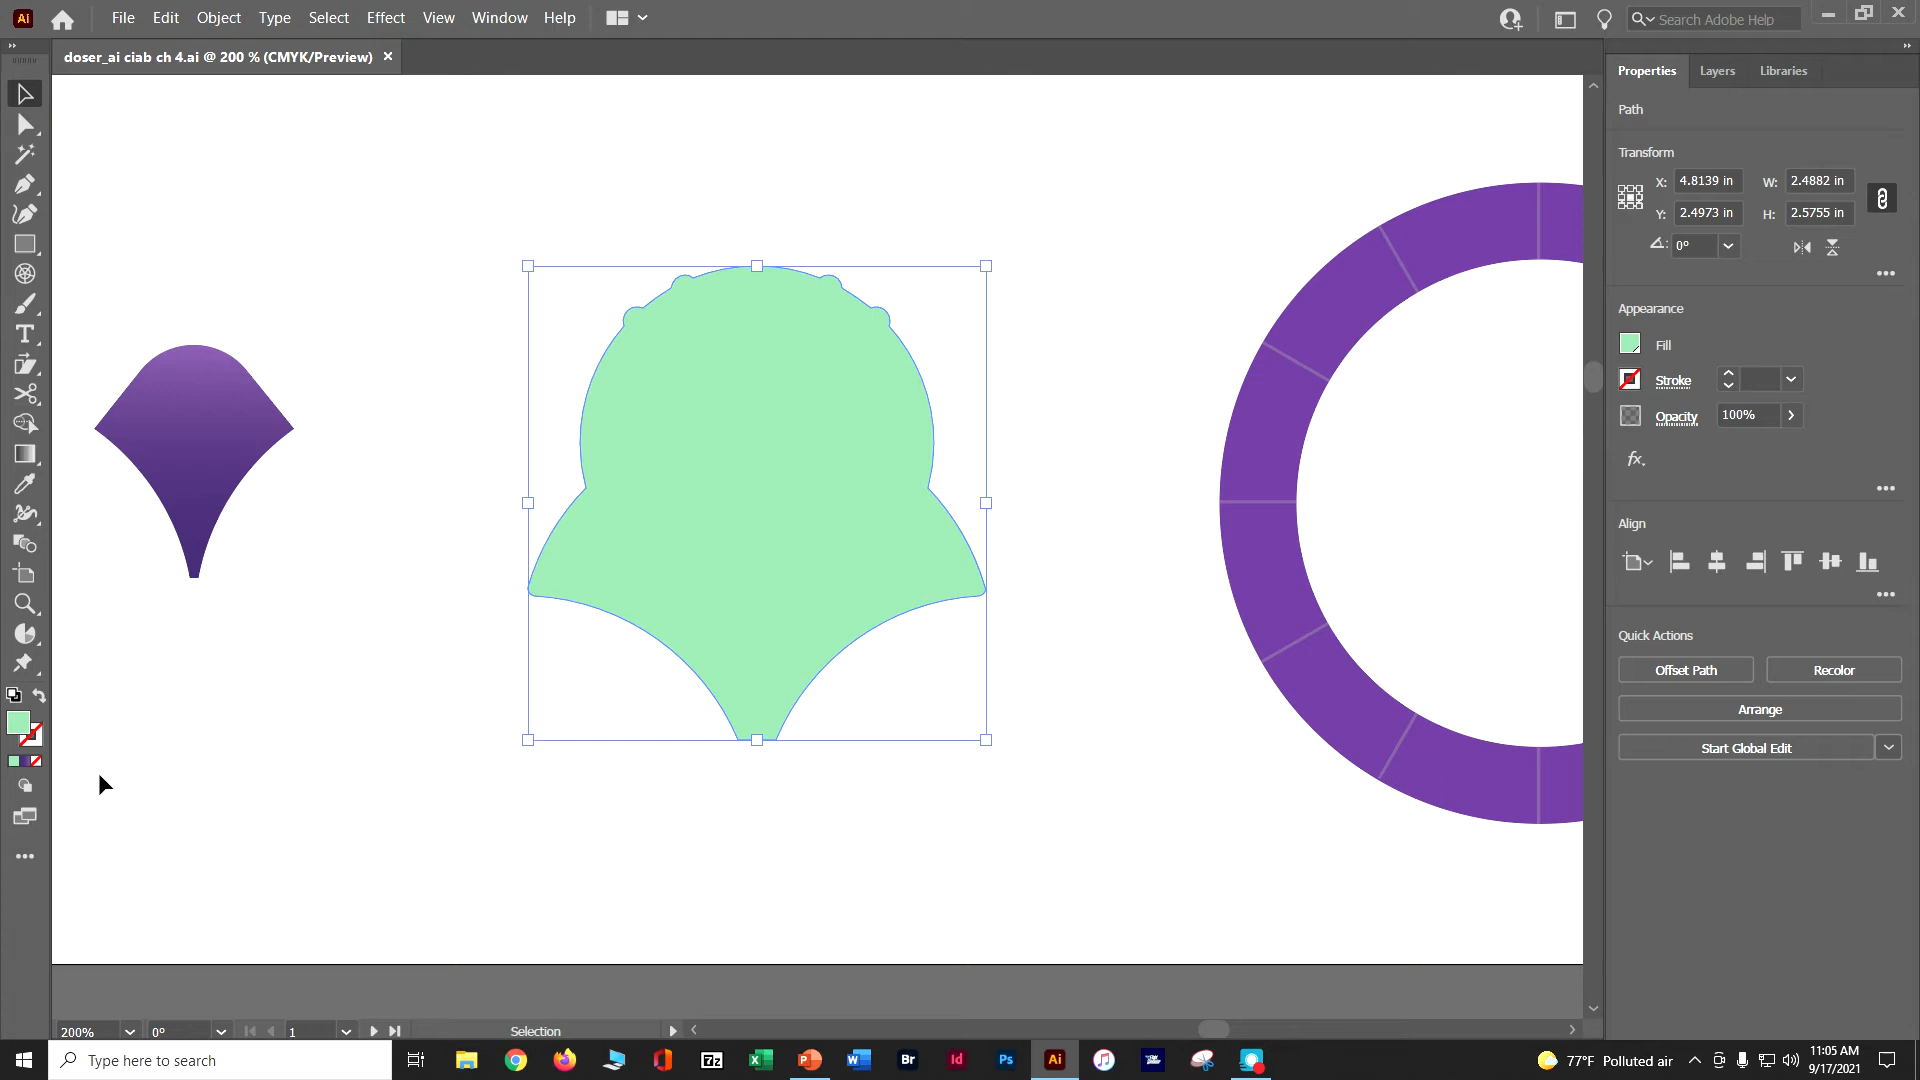 Ai File Edit Object Type Select Effect View Window Help Search Adobe Help
doser_ai ciab ch 4.ai @ 200 % (CMYK/Preview) ×
Properties Layers Libraries
Path
Transform
X: 4.8139 in W: 2.4882 in
Y: 2.4973 in H: 2.5755 in
0°
Appearance
Fill
Stroke
Opacity 100%
fx.
Align
Quick Actions
Offset Path Recolor
Arrange
Start Global Edit
200% 0° 1 Selection
Type here to search
7z Br Id Ps Ai
77°F Polluted air
11:05 AM
9/17/2021